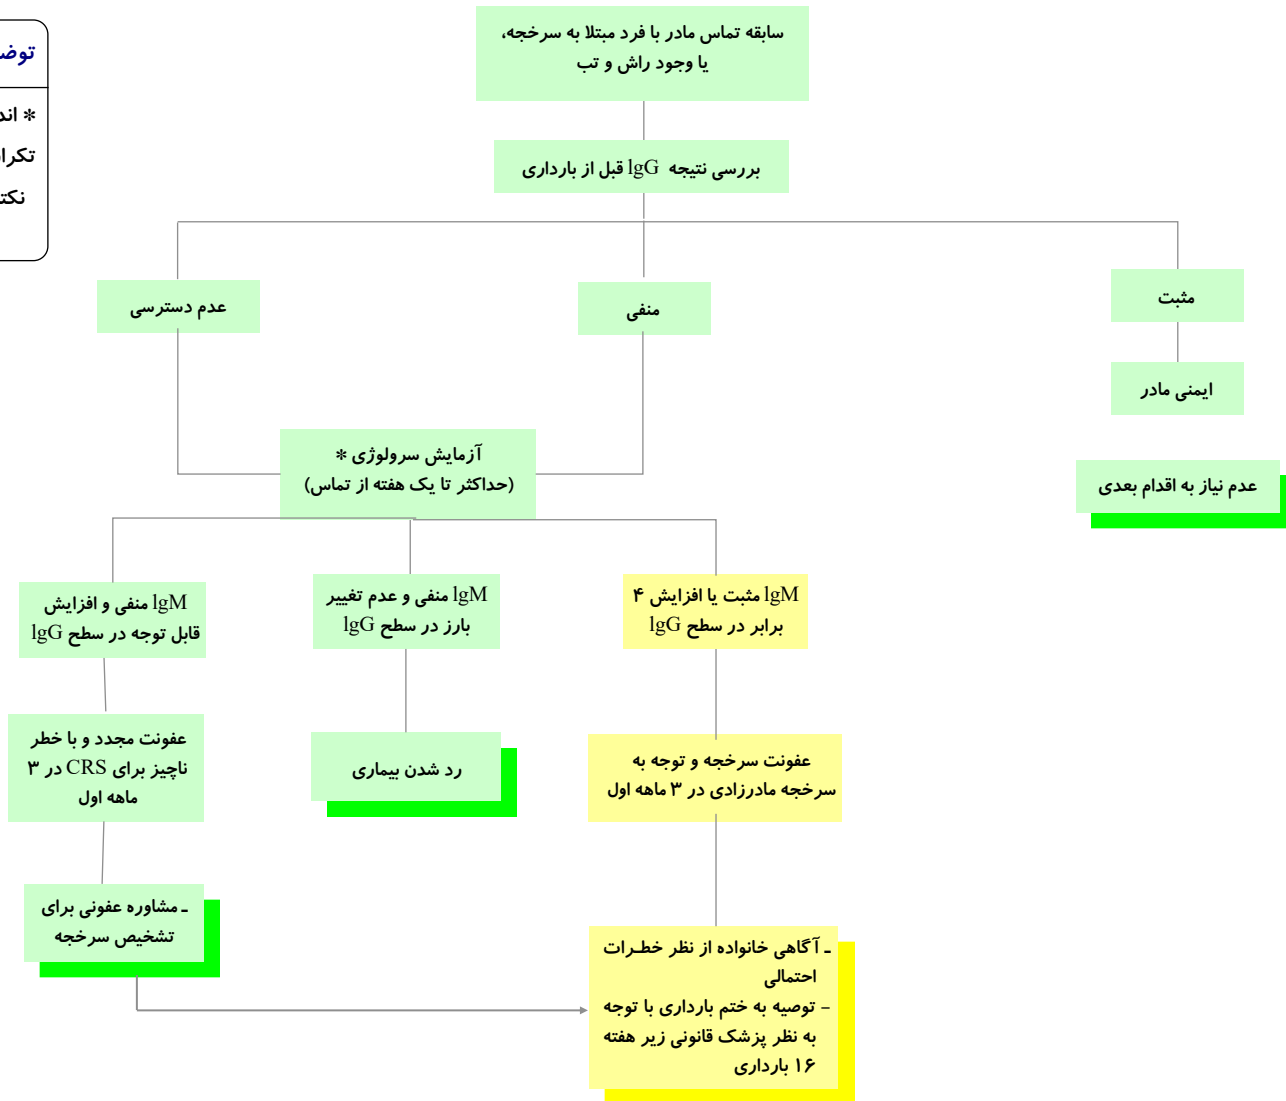 سابقه تماس مادر با فرد مبتلا به سرخجه،
یا وجود راش و تب
بررسی نتیجه IgG قبل از بارداری
مثبت
منفی
عدم دسترسی
ایمنی مادر
عدم نیاز به اقدام بعدی
آزمایش سرولوژی *
(حداکثر تا یک هفته از تماس)
IgM مثبت یا افزایش ۴
برابر در سطح IgG
IgM منفی و عدم تغییر
بارز در سطح IgG
IgM منفی و افزایش
قابل توجه در سطح IgG
عفونت سرخجه و توجه به
سرخجه مادرزادی در ۳ ماهه اول
رد شدن بیماری
عفونت مجدد و با خطر
ناچیز برای CRS در ۳
ماهه اول
ـ مشاوره عفونی برای
تشخیص سرخجه
ـ آگاهی خانواده از نظر خطرات
احتمالی
- توصیه به ختم بارداری با توجه
به نظر پزشک قانونی زیر هفته
۱۶ بارداری